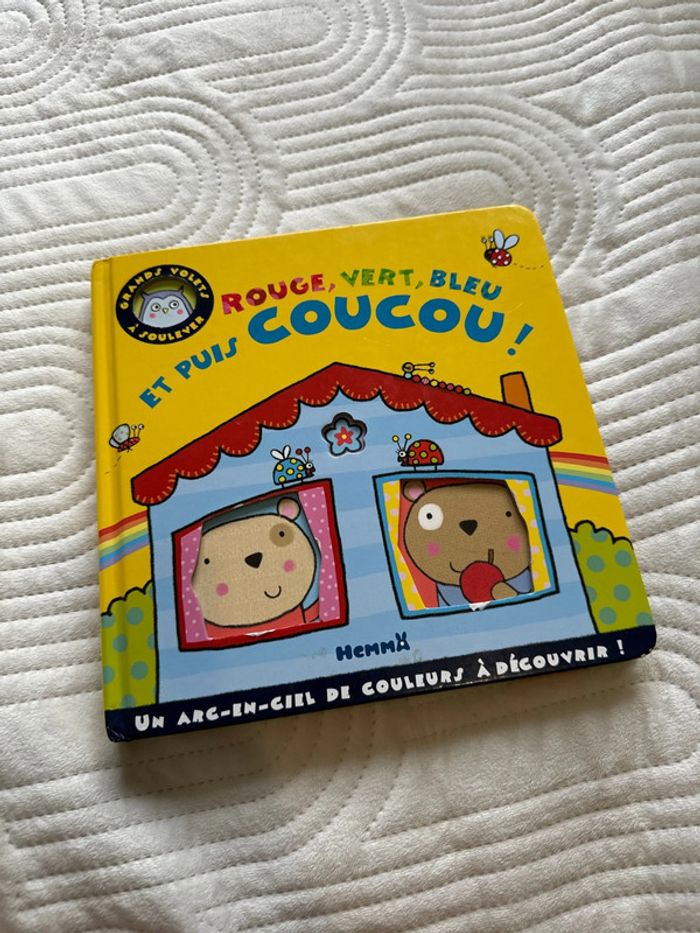 GRANDS VOLETS
À SOULEVER
ROUGE, VERT, BLEU
ET PUIS COUCOU !
HEMMA
UN ARC-EN-CIEL DE COULEURS À DÉCOUVRIR !